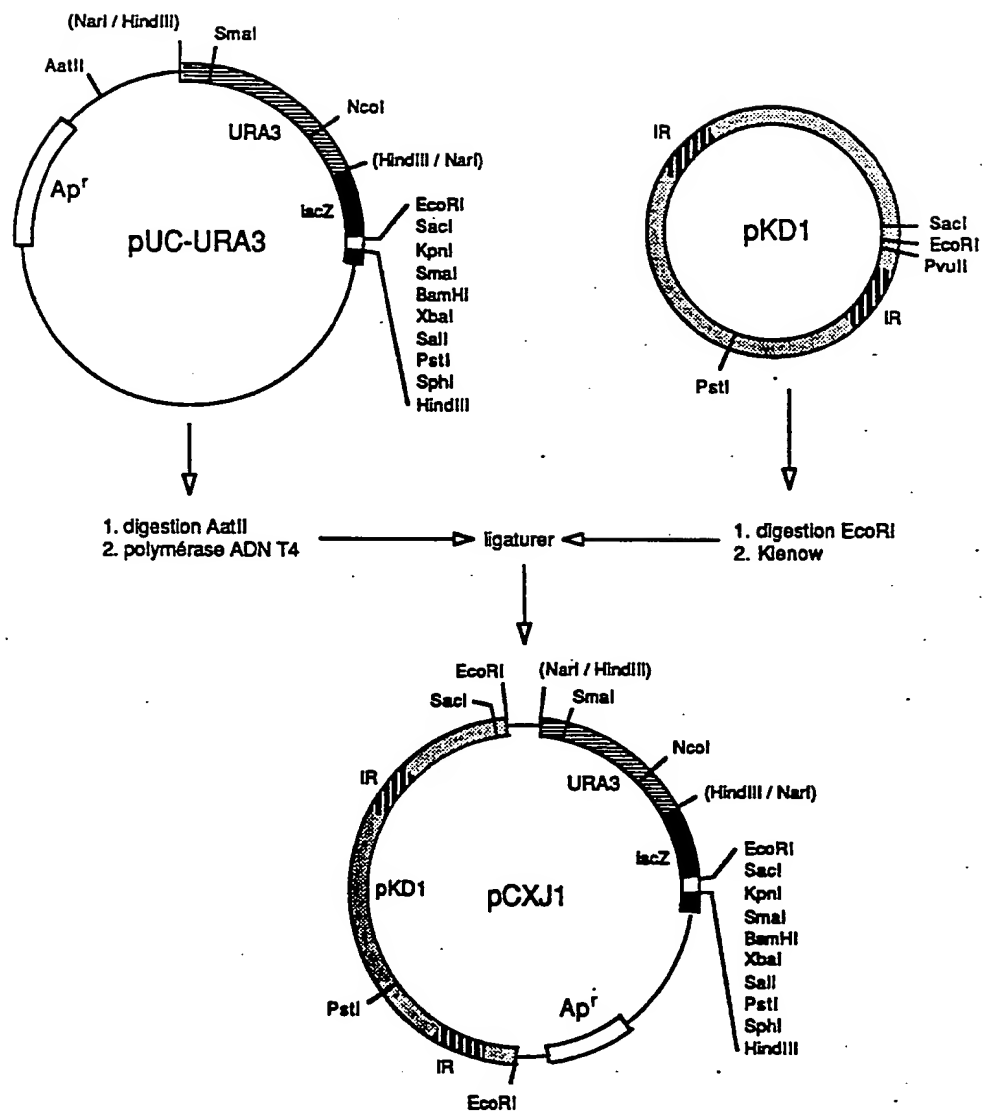 (NarI / HindIII)
SmaI
AatII
NcoI
URA3
(HindIII / NarI)
Apʳ
lacZ
pUC-URA3
EcoRI
SacI
KpnI
SmaI
BamHI
XbaI
SalI
PstI
SphI
HindIII
IR
pKD1
SacI
EcoRI
PvuII
IR
PstI
1. digestion AatII
2. polymérase ADN T4
ligaturer
1. digestion EcoRI
2. Klenow
EcoRI
(NarI / HindIII)
SacI
SmaI
NcoI
IR
URA3
(HindIII / NarI)
lacZ
pKD1
pCXJ1
EcoRI
SacI
KpnI
SmaI
BamHI
XbaI
SalI
PstI
SphI
HindIII
PstI
Apʳ
IR
EcoRI